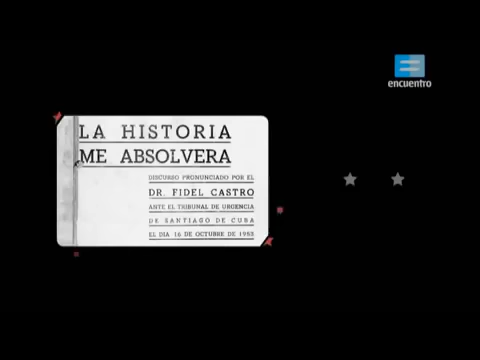 encuentro
LA HISTORIA
ME ABSOLVERA
DISCURSO PRONUNCIADO POR EL
DR. FIDEL CASTRO
ANTE EL TRIBUNAL DE URGENCIA
DE SANTIAGO DE CUBA
EL DIA 16 DE OCTUBRE DE 1953